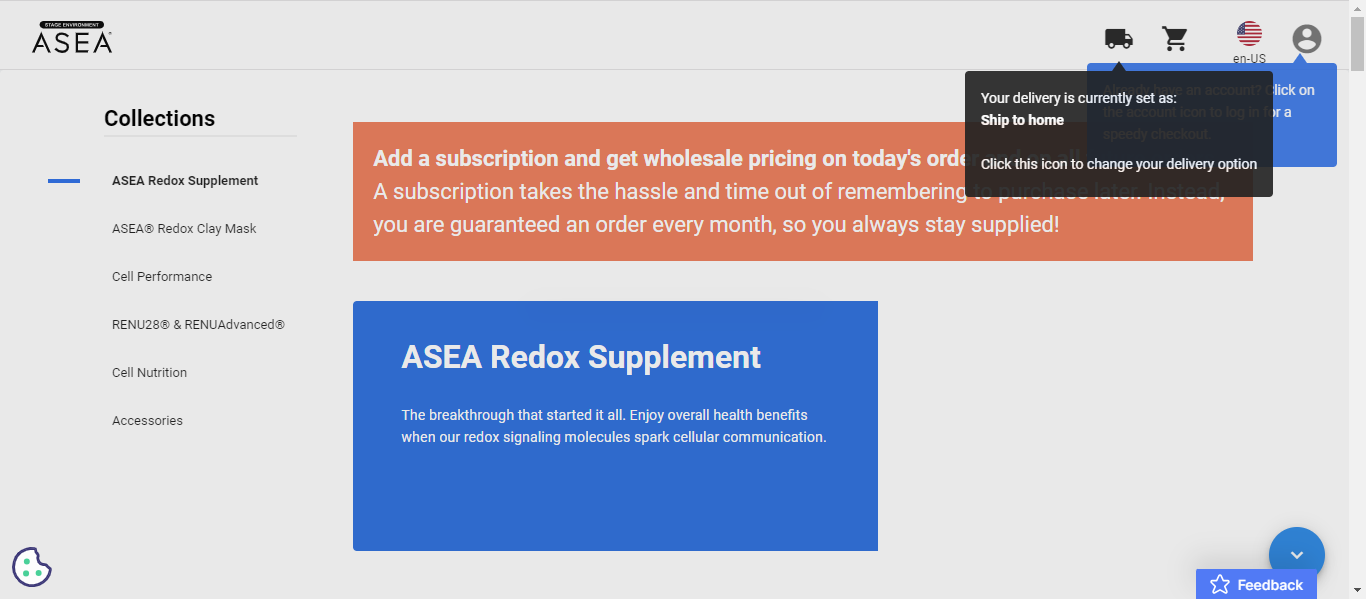 STAGE ENVIRONMENT
ASEA
en-US
Already have an account? Click on
the account icon to log in for a
speedy checkout.
Your delivery is currently set as:
Ship to home
Click this icon to change your delivery option
Collections
ASEA Redox Supplement
ASEA® Redox Clay Mask
Cell Performance
RENU28® & RENUAdvanced®
Cell Nutrition
Accessories
Add a subscription and get wholesale pricing on today's order
A subscription takes the hassle and time out of remembering to purchase later. Instead,
you are guaranteed an order every month, so you always stay supplied!
ASEA Redox Supplement
The breakthrough that started it all. Enjoy overall health benefits
when our redox signaling molecules spark cellular communication.
Feedback